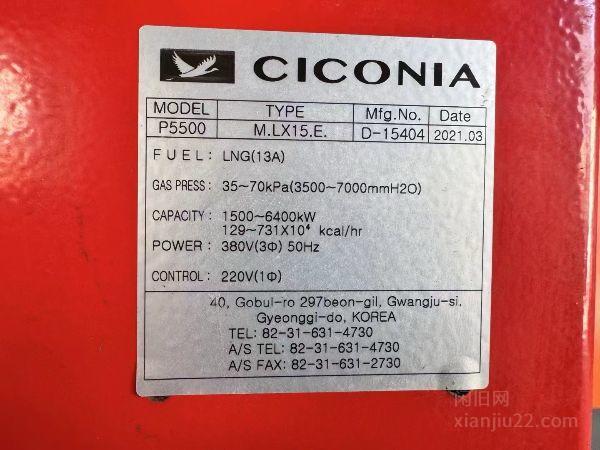 CICONIA
MODEL TYPE Mfg.No. Date
P5500 M.LX15.E. D-15404 2021.03
FUEL: LNG(13A)
GAS PRESS: 35~70kPa(3500~7000mmH2O)
CAPACITY: 1500~6400kW
129~731X10⁴ kcal/hr
POWER: 380V(3Φ) 50Hz
CONTROL: 220V(1Φ)
40, Gobul-ro 297beon-gil, Gwangju-si,
Gyeonggi-do, KOREA
TEL: 82-31-631-4730
A/S TEL: 82-31-631-4730
A/S FAX: 82-31-631-2730
闲旧网
xianjiu22.com